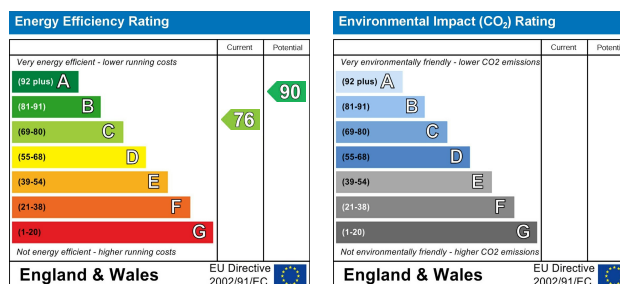 Energy Efficiency Rating
Current Potential
Very energy efficient - lower running costs
(92 plus) A
(81-91) B
(69-80) C
(55-68) D
(39-54) E
(21-38) F
(1-20) G
76
90
Not energy efficient - higher running costs
England & Wales
EU Directive
2002/91/EC
Environmental Impact (CO₂) Rating
Current Potenti
Very environmentally friendly - lower CO2 emissions
(92 plus) A
(81-91) B
(69-80) C
(55-68) D
(39-54) E
(21-38) F
(1-20) G
Not environmentally friendly - higher CO2 emissions
England & Wales
EU Directive
2002/91/EC